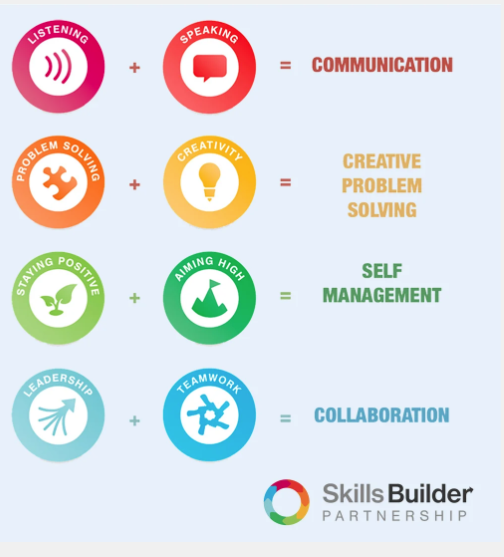 LISTENING
+
SPEAKING
=
COMMUNICATION
PROBLEM SOLVING
+
CREATIVITY
=
CREATIVE
PROBLEM
SOLVING
STAYING POSITIVE
+
AIMING HIGH
=
SELF
MANAGEMENT
LEADERSHIP
+
TEAMWORK
=
COLLABORATION
Skills Builder
PARTNERSHIP